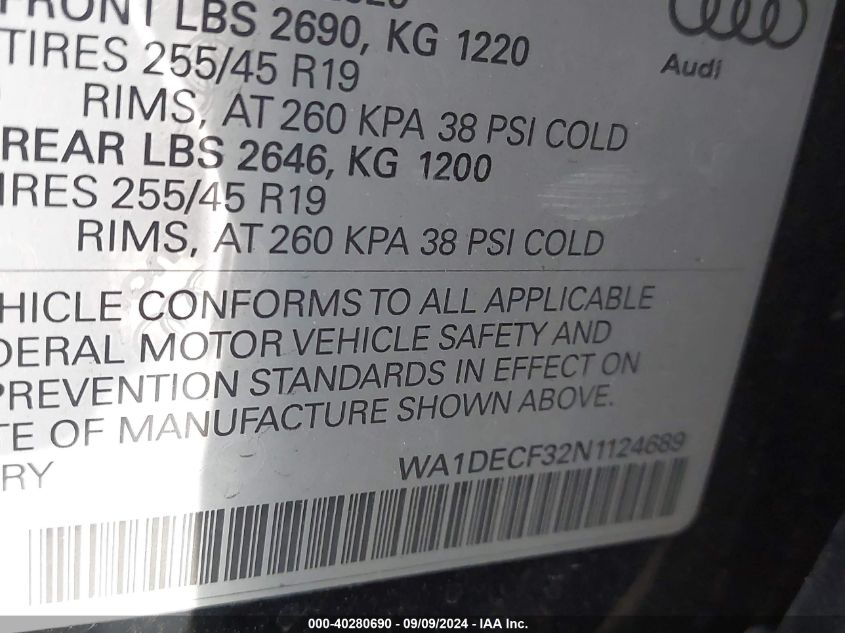 FRONT LBS 2690, KG 1220
TIRES 255/45 R19
RIMS, AT 260 KPA 38 PSI COLD
REAR LBS 2646, KG 1200
IRES 255/45 R19
RIMS, AT 260 KPA 38 PSI COLD
HICLE CONFORMS TO ALL APPLICABLE
DERAL MOTOR VEHICLE SAFETY AND
PREVENTION STANDARDS IN EFFECT ON
TE OF MANUFACTURE SHOWN ABOVE.
RY
WA1DECF32N1124689
Audi
000-40280690 - 09/09/2024 - IAA Inc.